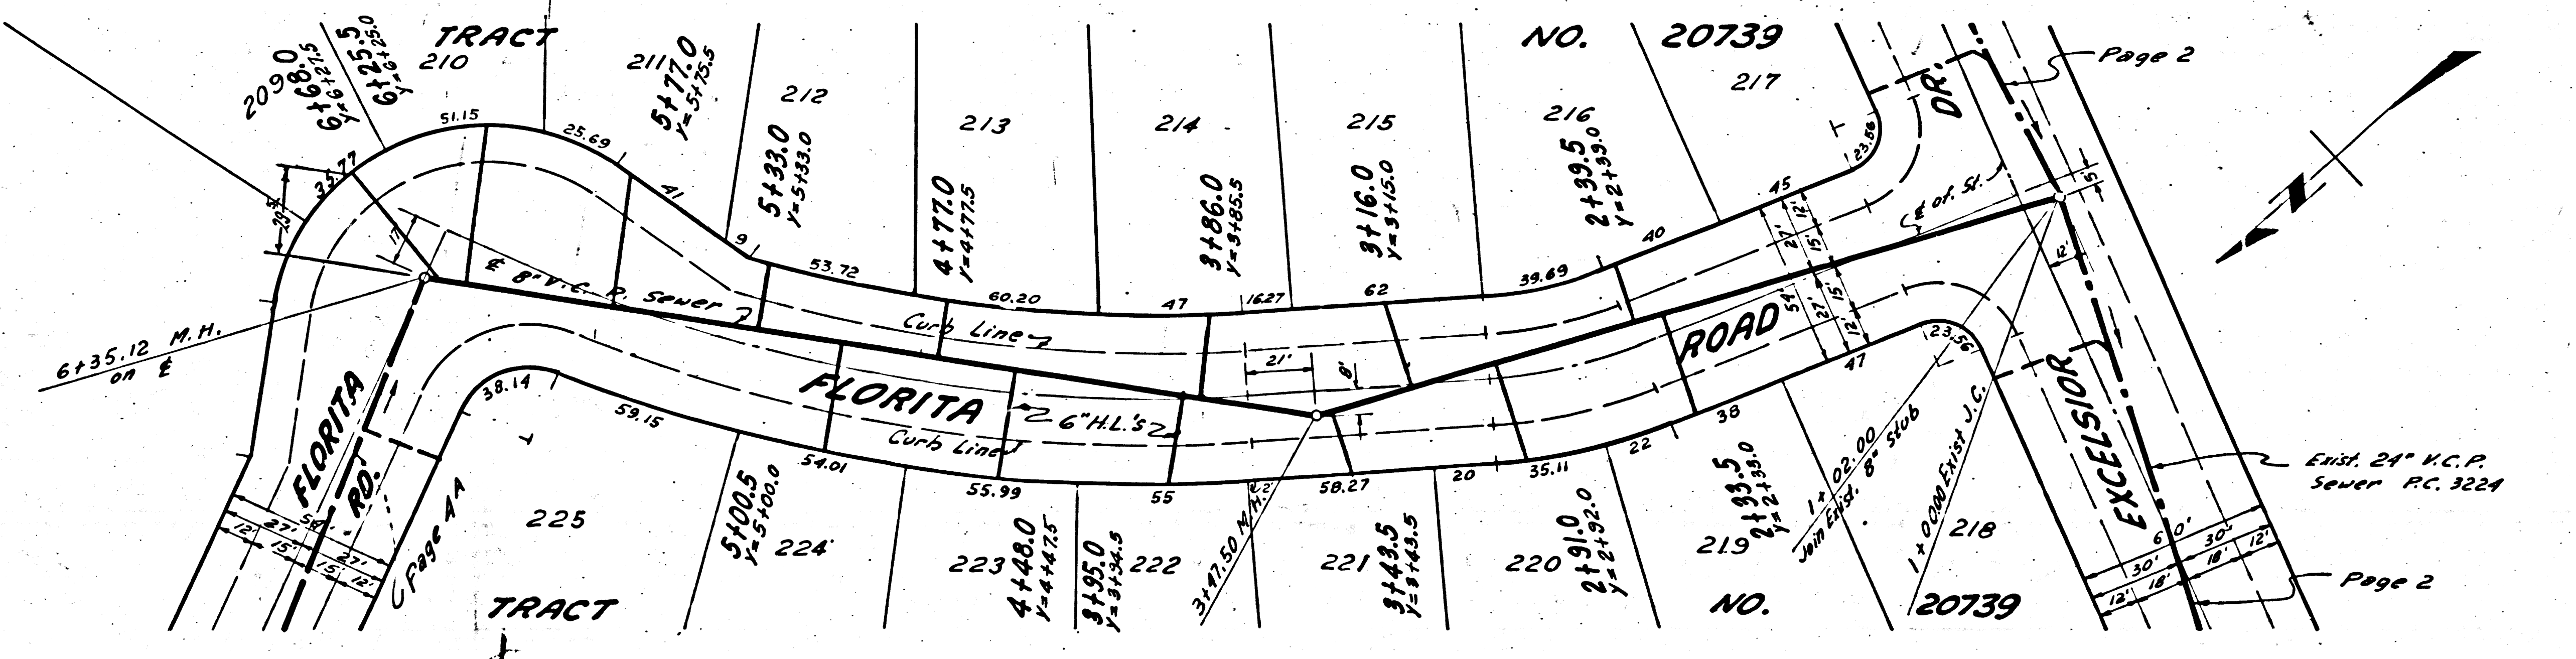 TRACT
NO. 20739
209
6+68.0
Y=6+27.5
6+25.5
Y=6+25.0
210
211
5+77.0
Y=5+75.5
212
5+33.0
Y=5+33.0
213
4+77.0
Y=4+77.5
214
3+86.0
Y=3+85.5
215
3+16.0
Y=3+15.0
216
2+39.5
Y=2+39.0
217
DR.
Page 2
35.77
51.15
25.69
41
9
53.72
60.20
47
16.27
62
39.69
40
45
23.56
17'
℄ 8" V.C.P. Sewer
Curb Line
℄ of St.
5'
12'
12'
15'
27'
54'
15'
27'
12'
21'
8'
6+35.12 M.H.
on ℄
FLORITA
RD.
FLORITA
ROAD
6" H.L.'S
Curb Line
EXCELSIOR
38.14
59.15
54.01
55.99
55
2'
58.27
20
35.11
22
38
47
23.56
12'
27'
15'
27'
15'
12'
Page 4A
225
5+00.5
Y=5+00.0
224
223
4+48.0
Y=4+47.5
3+95.0
Y=3+94.5
222
3+47.50 M.H.
221
3+43.5
Y=3+43.5
220
2+91.0
Y=2+92.0
219
2+33.5
Y=2+33.0
1+02.00
Join Exist. 8" Stub
1+00.00 Exist J.C.
218
Exist. 24" V.C.P.
Sewer P.C. 3224
60'
30'
30'
12'
18'
18'
12'
Page 2
TRACT
NO. 20739